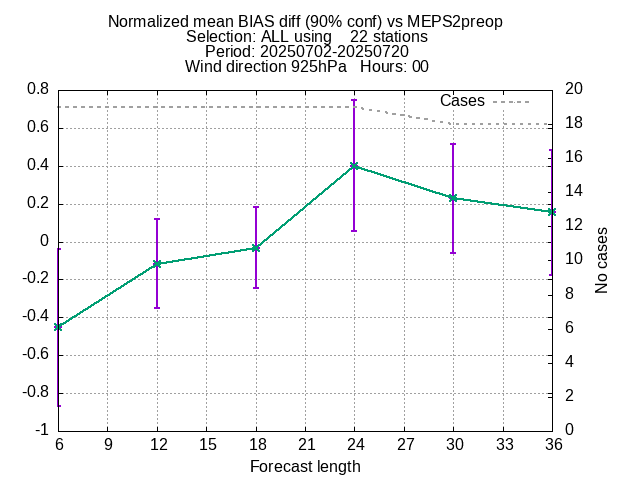 Normalized mean BIAS diff (90% conf) vs MEPS2preop
Selection: ALL using    22 stations
Period: 20250702-20250720
Wind direction 925hPa   Hours: 00
Cases
0.8
0.6
0.4
0.2
0
-0.2
-0.4
-0.6
-0.8
-1
20
18
16
14
12
10
8
6
4
2
0
No cases
6 9 12 15 18 21 24 27 30 33 36
Forecast length